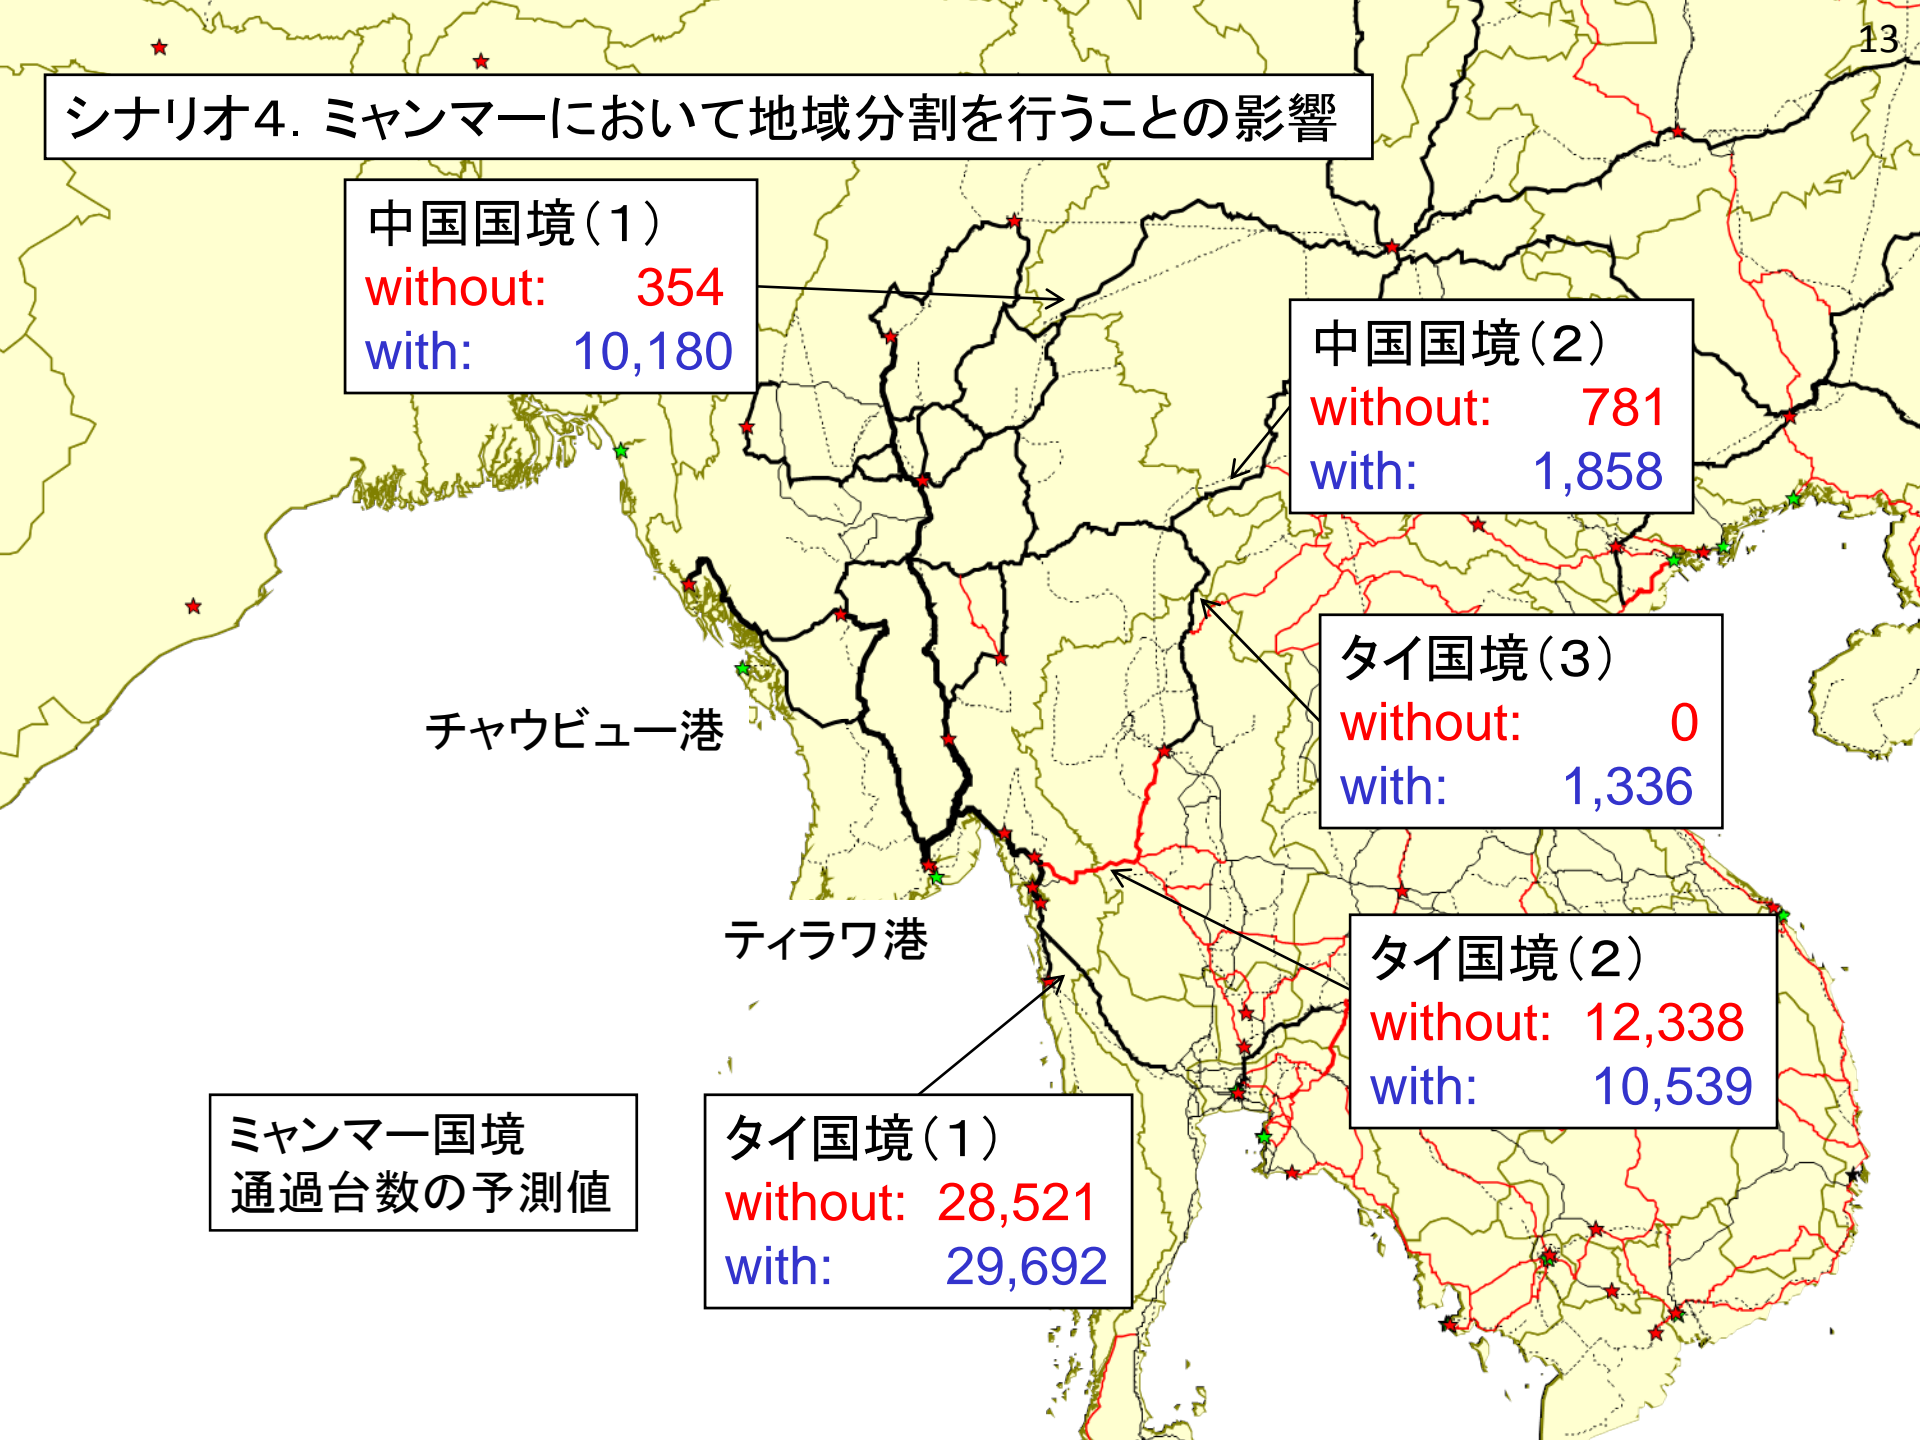 13
シナリオ４．ミャンマーにおいて地域分割を行うことの影響
中国国境（１）
without: 354
with: 10,180
中国国境（２）
without: 781
with: 1,858
タイ国境（３）
without: 0
with: 1,336
チャウビュー港
ティラワ港
タイ国境（２）
without: 12,338
with: 10,539
タイ国境（１）
without: 28,521
with: 29,692
ミャンマー国境
通過台数の予測値